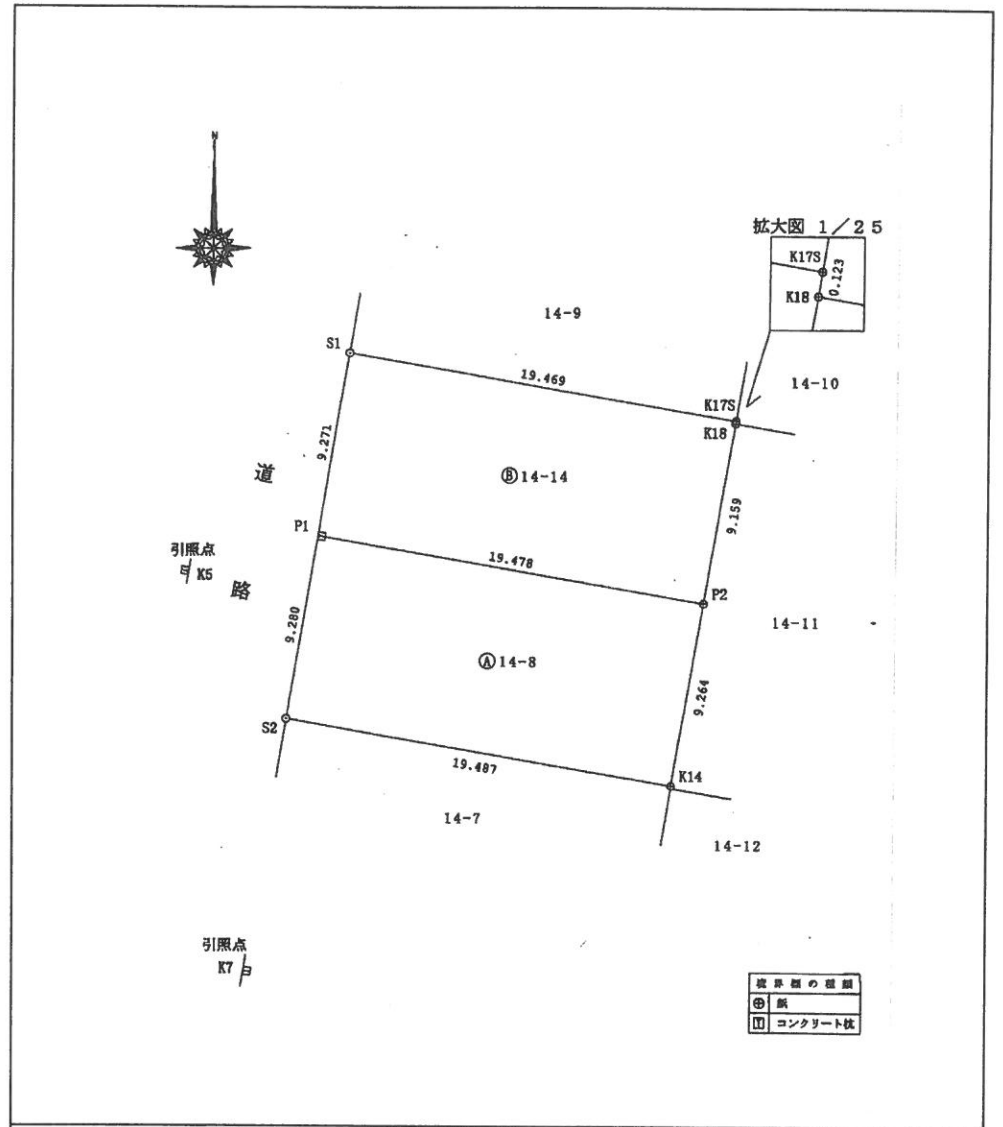 N
拡大図 1/25
K17S
0.123
K18
14-9
14-10
S1
19.469
K17S
K18
9.271
道
Ⓑ14-14
9.159
P1
19.478
引照点
K5
路
P2
14-11
9.280
Ⓐ14-8
9.264
S2
19.487
K14
14-7
14-12
引照点
K7
境界標の種類
鋲
コンクリート杭